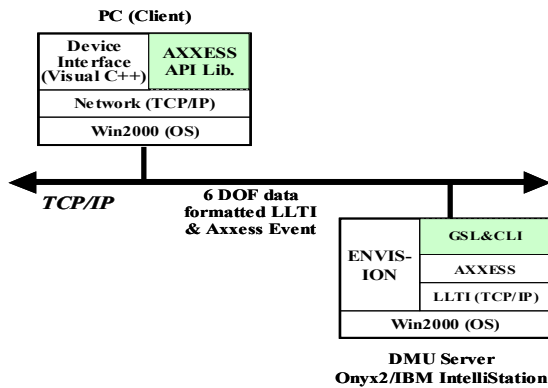 PC (Client)
Device
Interface
(Visual C++)
AXXESS
API Lib.
Network (TCP/IP)
Win2000 (OS)
TCP/IP
6 DOF data
formatted LLTI
& Axxess Event
ENVIS-
ION
GSL&CLI
AXXESS
LLTI (TCP/IP)
Win2000 (OS)
DMU Server
Onyx2/IBM IntelliStation